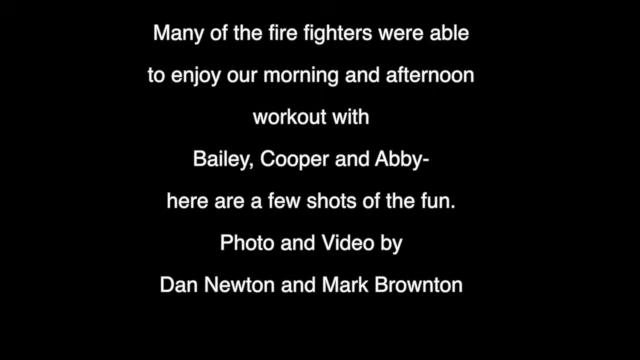 Many of the fire fighters were able
to enjoy our morning and afternoon
workout with
Bailey, Cooper and Abby-
here are a few shots of the fun.
Photo and Video by
Dan Newton and Mark Brownton